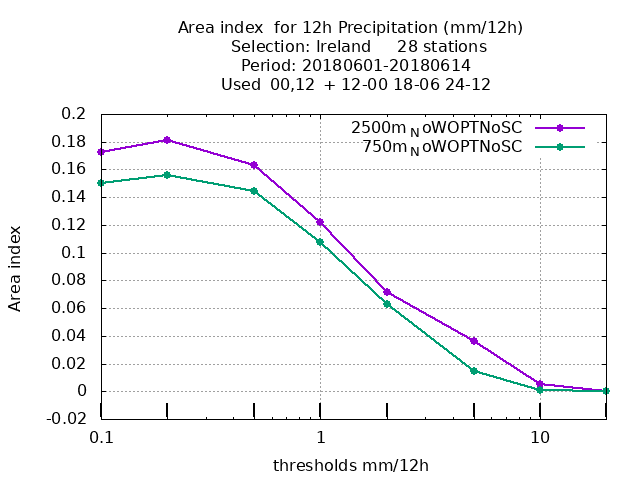 Area index  for 12h Precipitation (mm/12h)
Selection: Ireland     28 stations
Period: 20180601-20180614
Used  00,12  + 12-00 18-06 24-12
2500m_NoWOPTNoSC
750m_NoWOPTNoSC
0.2
0.18
0.16
0.14
0.12
0.1
0.08
0.06
0.04
0.02
0
-0.02
Area index
0.1
1
10
thresholds mm/12h